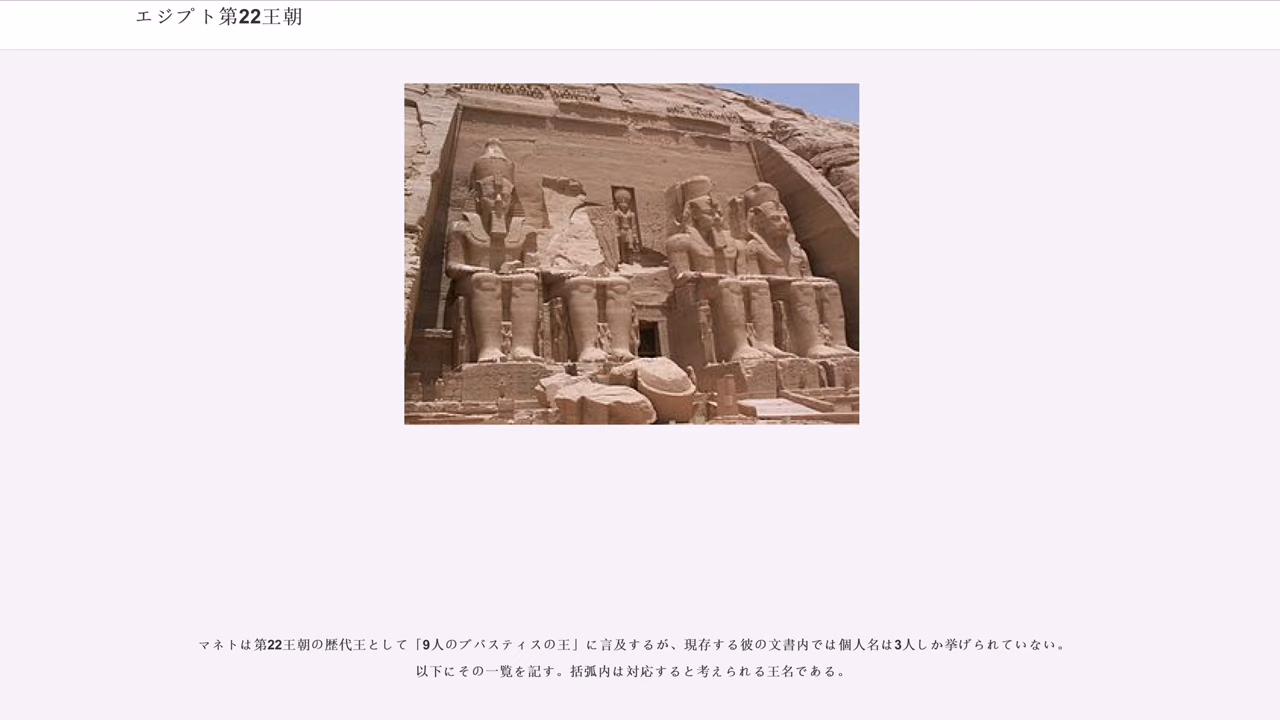 エジプト第22王朝
マネトは第22王朝の歴代王として「9人のブバスティスの王」に言及するが、現存する彼の文書内では個人名は3人しか挙げられていない。
以下にその一覧を記す。括弧内は対応すると考えられる王名である。